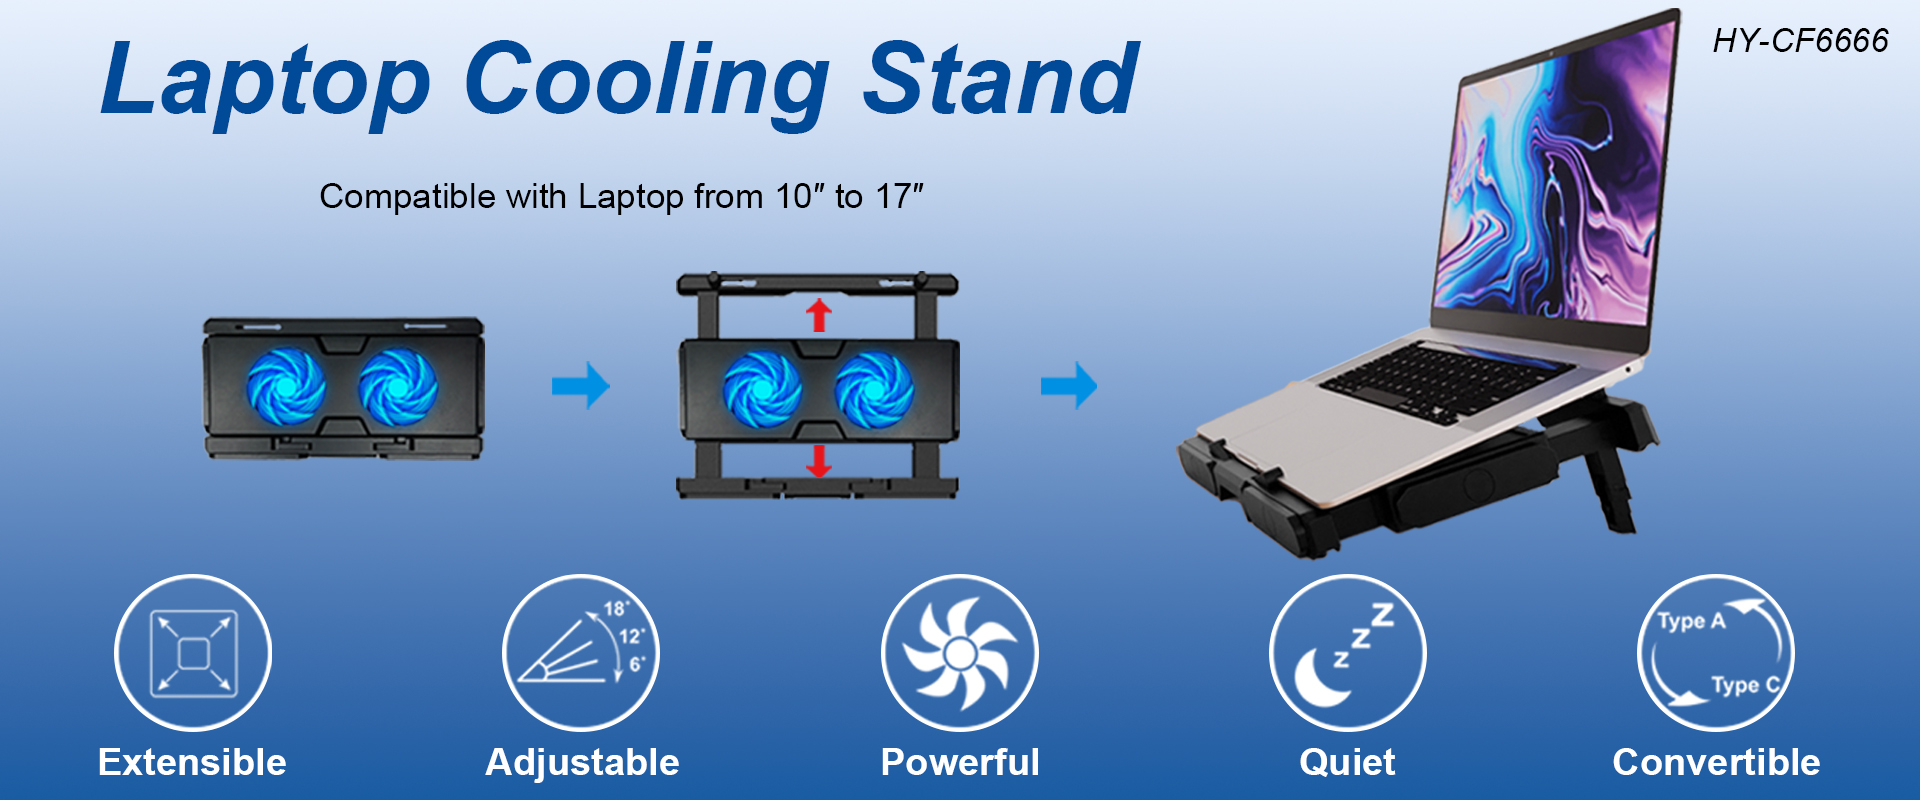 Laptop Cooling Stand
HY-CF6666
Compatible with Laptop from 10″ to 17″
18°
12°
6°
z z Z
Type A
Type C
Extensible
Adjustable
Powerful
Quiet
Convertible